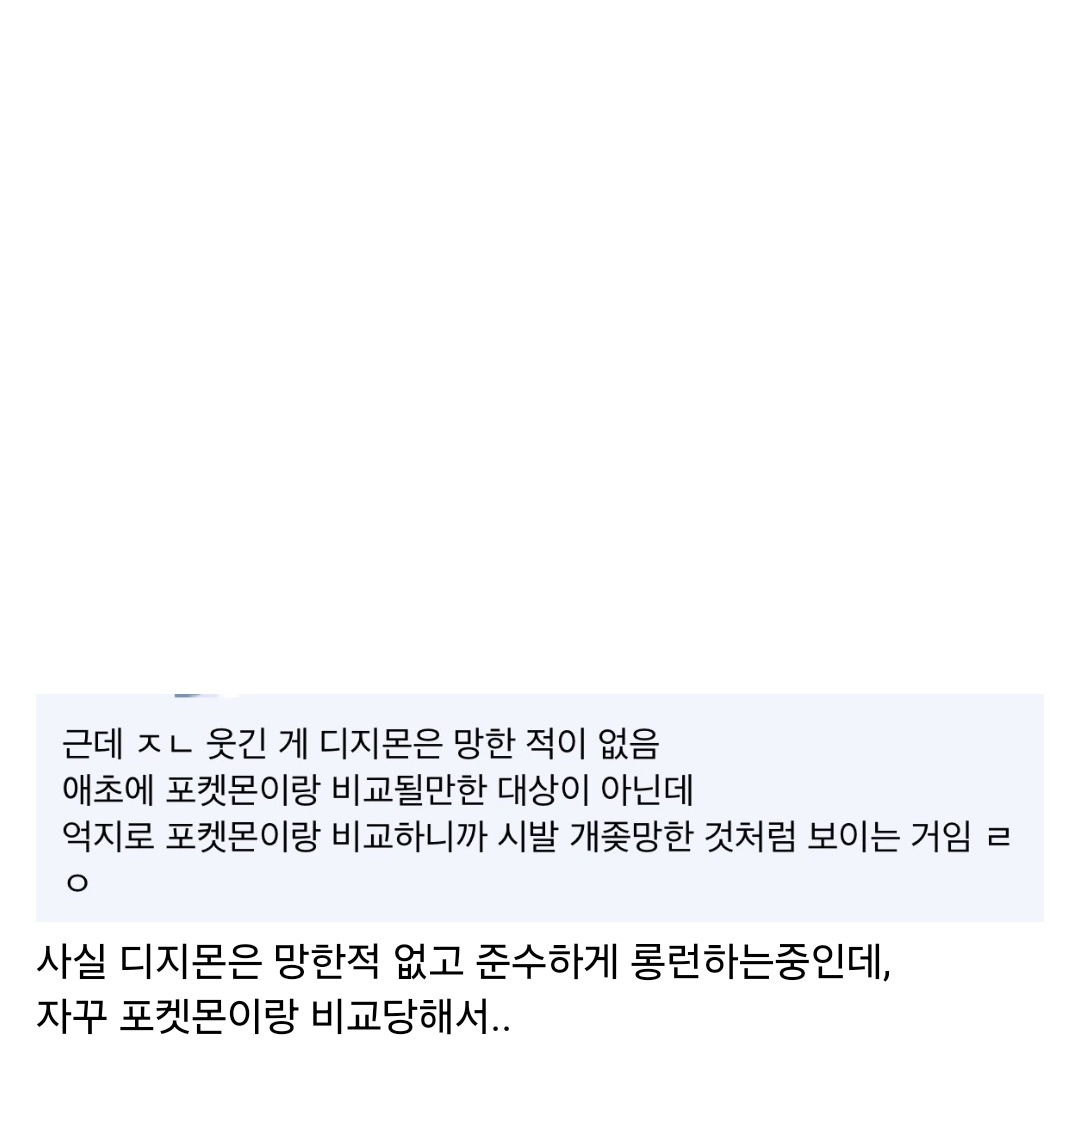 근데 ㅈㄴ 웃긴 게 디지몬은 망한 적이 없음
애초에 포켓몬이랑 비교될만한 대상이 아닌데
억지로 포켓몬이랑 비교하니까 시발 개좆망한 것처럼 보이는 거임 ㄹ
ㅇ
사실 디지몬은 망한적 없고 준수하게 롱런하는중인데,
자꾸 포켓몬이랑 비교당해서..